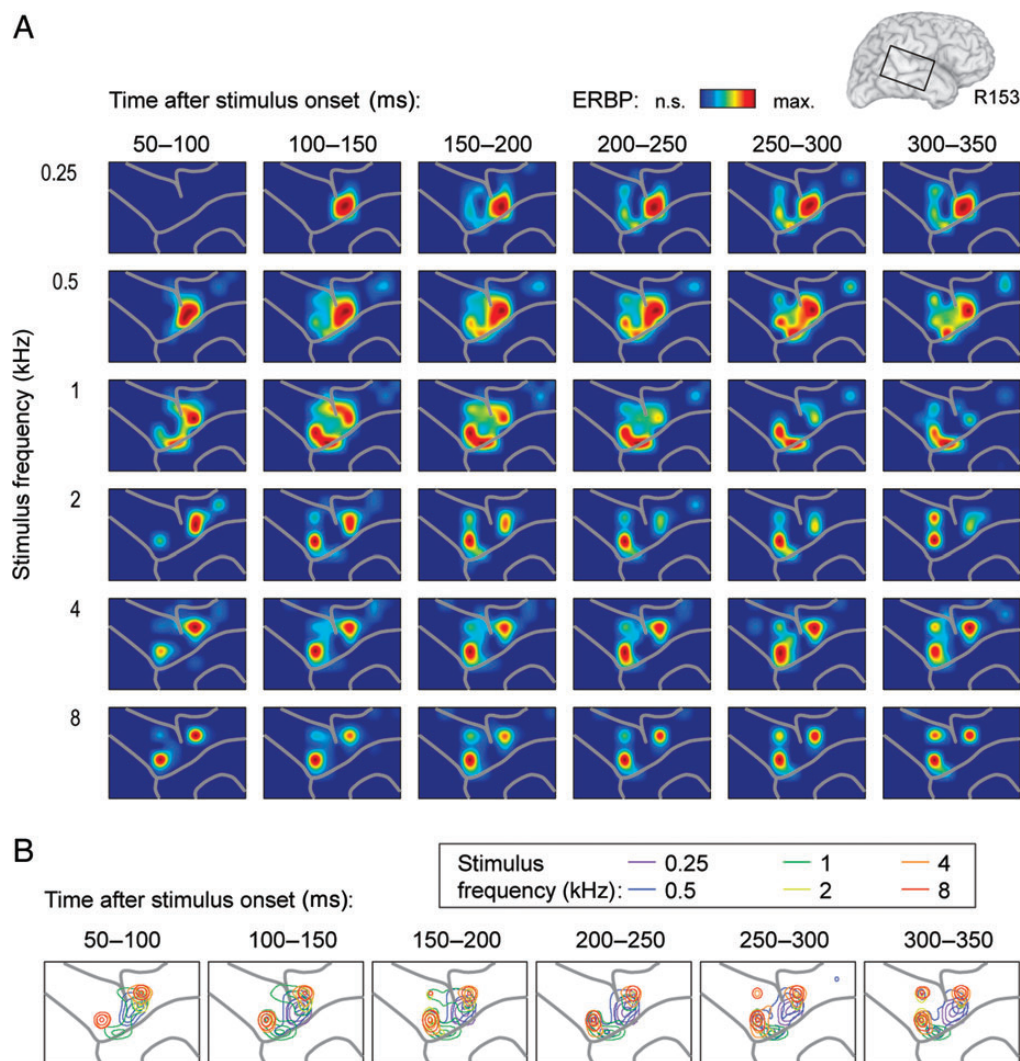 A
R153
Time after stimulus onset (ms):
ERBP: n.s. max.
50–100 100–150 150–200 200–250 250–300 300–350
Stimulus frequency (kHz)
0.25
0.5
1
2
4
8
B
Stimulus frequency (kHz):
0.25 1 4
0.5 2 8
Time after stimulus onset (ms):
50–100 100–150 150–200 200–250 250–300 300–350